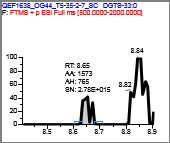 QEF1638_OG44_T5-35-2-7_SC DGT8-33:0
F: FTMS + p ESI Full ms [500.0000-2000.0000]
8.84
100
RT: 8.65
AA: 1573
AH: 765
SN: 2.78E+015
8.82
80
60
40
20
0
8.5 8.6 8.7 8.8 8.9